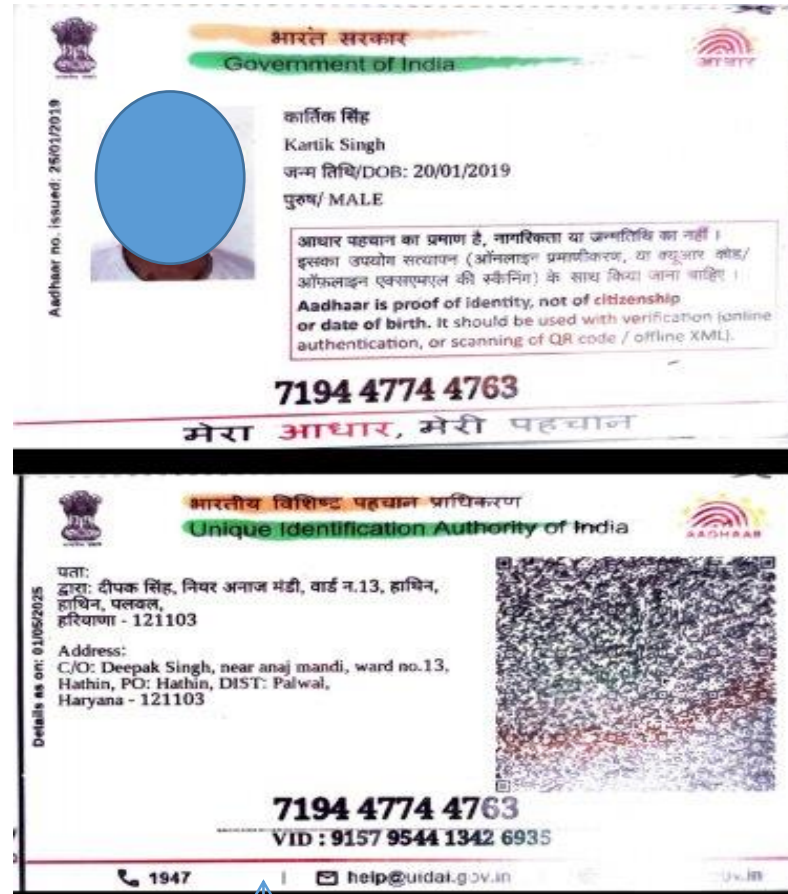 भारत सरकार
Government of India
आधार
Aadhaar no. issued: 25/01/2019
कार्तिक सिंह
Kartik Singh
जन्म तिथि/DOB: 20/01/2019
पुरुष/ MALE
आधार पहचान का प्रमाण है, नागरिकता या जन्मतिथि का नहीं ।
इसका उपयोग सत्यापन (ऑनलाइन प्रमाणीकरण, या क्यूआर कोड/
ऑफ़लाइन एक्सएमएल की स्कैनिंग) के साथ किया जाना चाहिए ।
Aadhaar is proof of identity, not of citizenship
or date of birth. It should be used with verification (online
authentication, or scanning of QR code / offline XML).
7194 4774 4763
मेरा आधार, मेरी पहचान
भारतीय विशिष्ट पहचान प्राधिकरण
Unique Identification Authority of India
AADHAAR
Details as on: 01/05/2025
पता:
द्वारा: दीपक सिंह, नियर अनाज मंडी, वार्ड न.13, हाथिन,
हाथिन, पलवल,
हरियाणा - 121103
Address:
C/O: Deepak Singh, near anaj mandi, ward no.13,
Hathin, PO: Hathin, DIST: Palwal,
Haryana - 121103
7194 4774 4763
VID : 9157 9544 1342 6935
1947 | help@uidai.gov.in